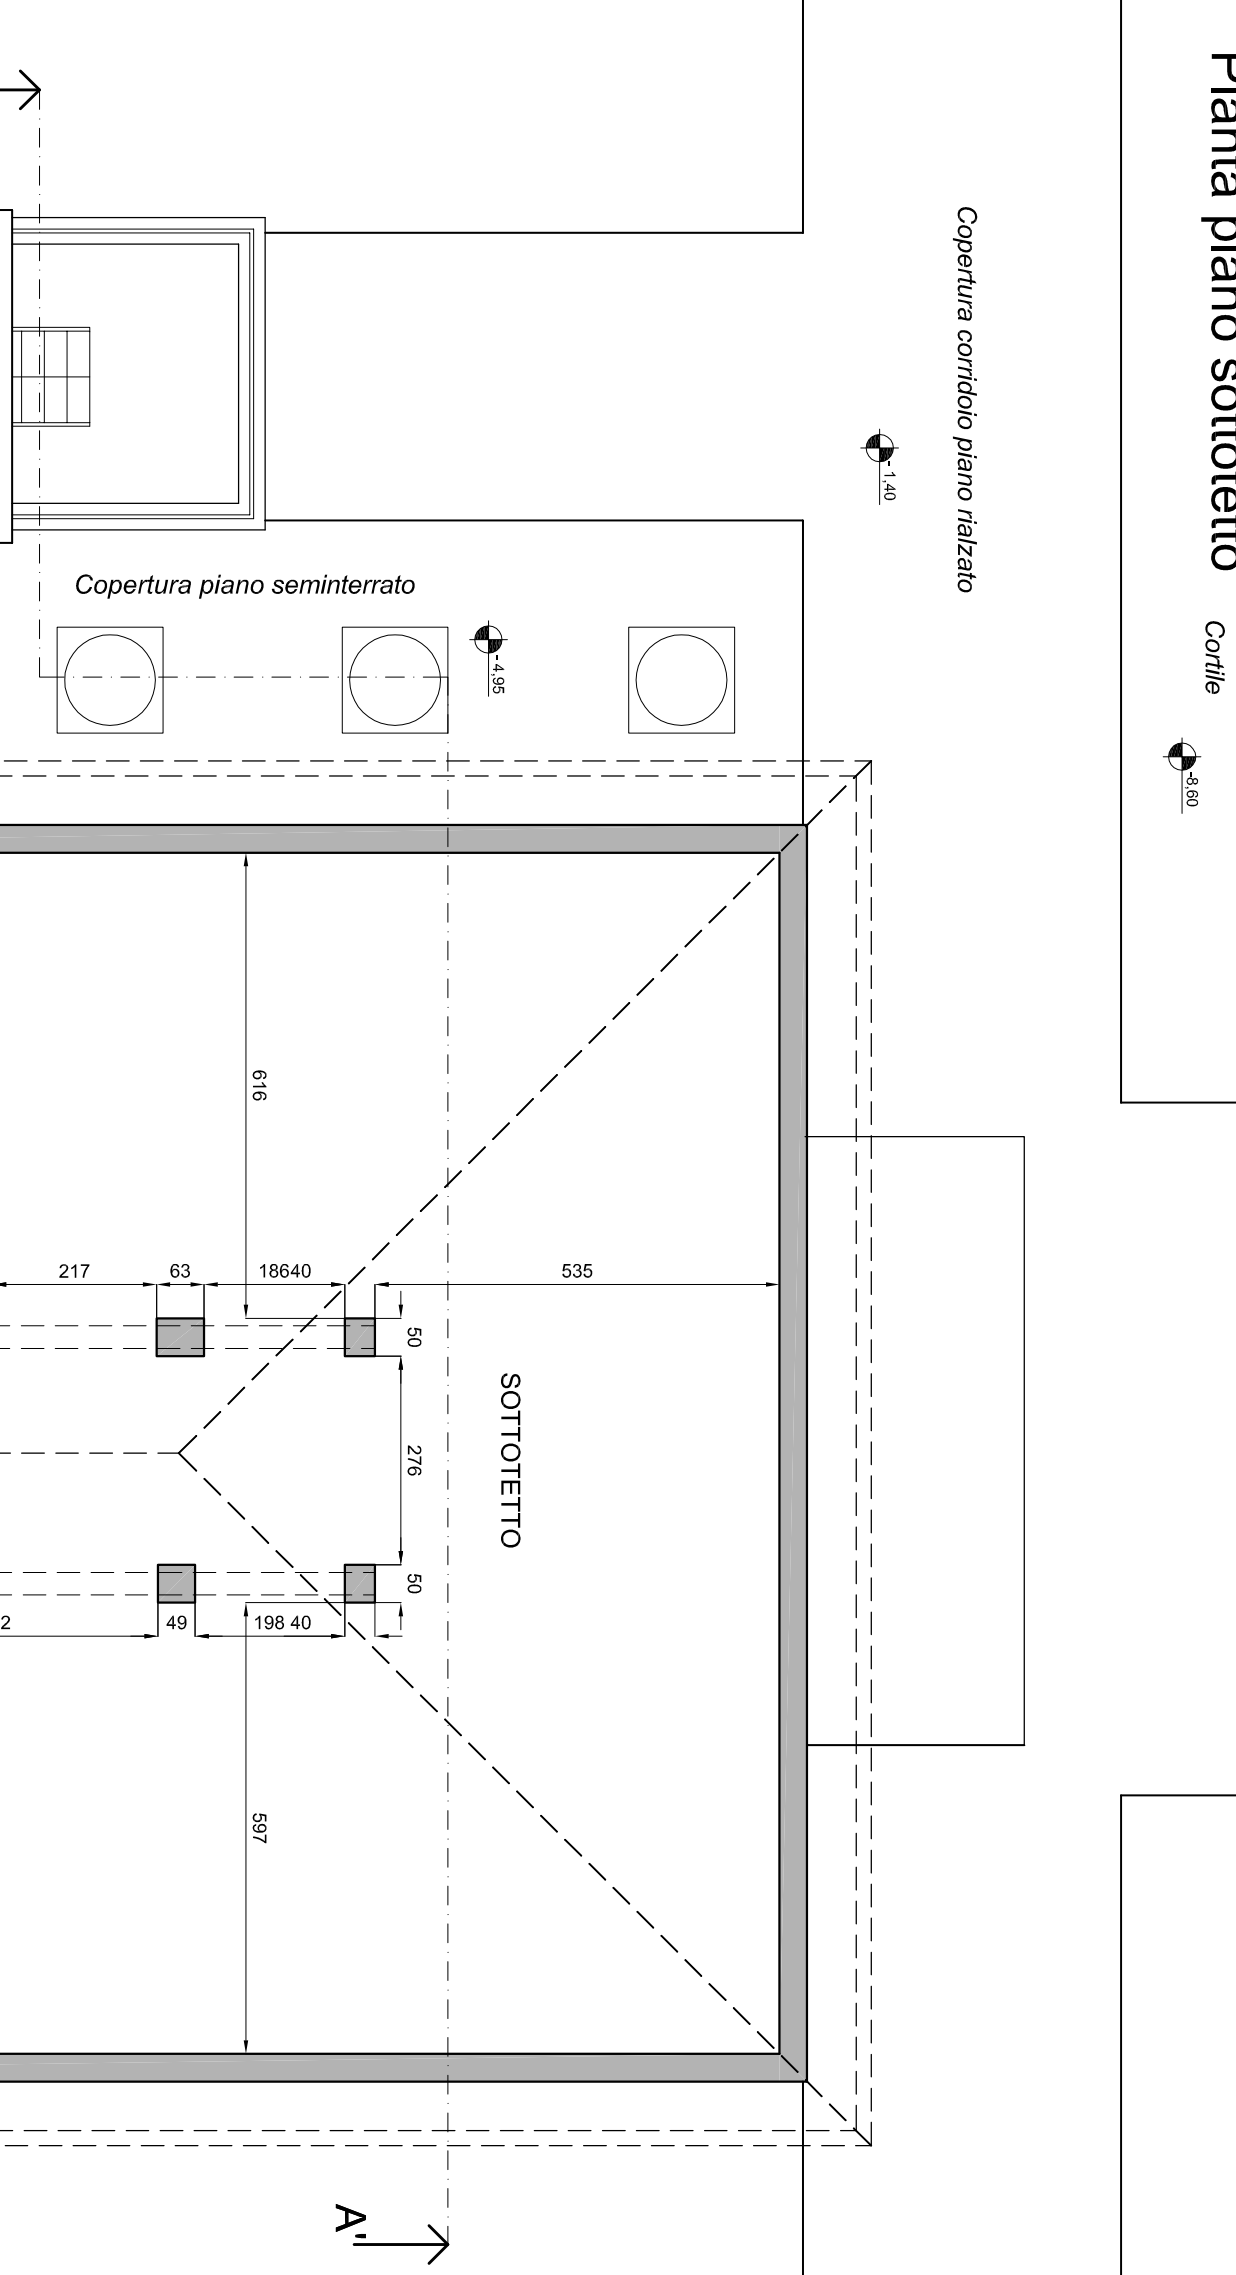 Pianta piano sottotetto
Cortile
-8,60
Copertura corridoio piano rialzato
- 1,40
Copertura piano seminterrato
- 4,95
616
217
63
18640
535
50
276
50
SOTTOTETTO
2
49
198 40
597
A'